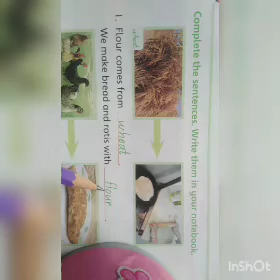 Complete the sentences. Write them in your notebook.
wheat
1. Flour comes from wheat
We make bread and rotis with flour.
InShOt